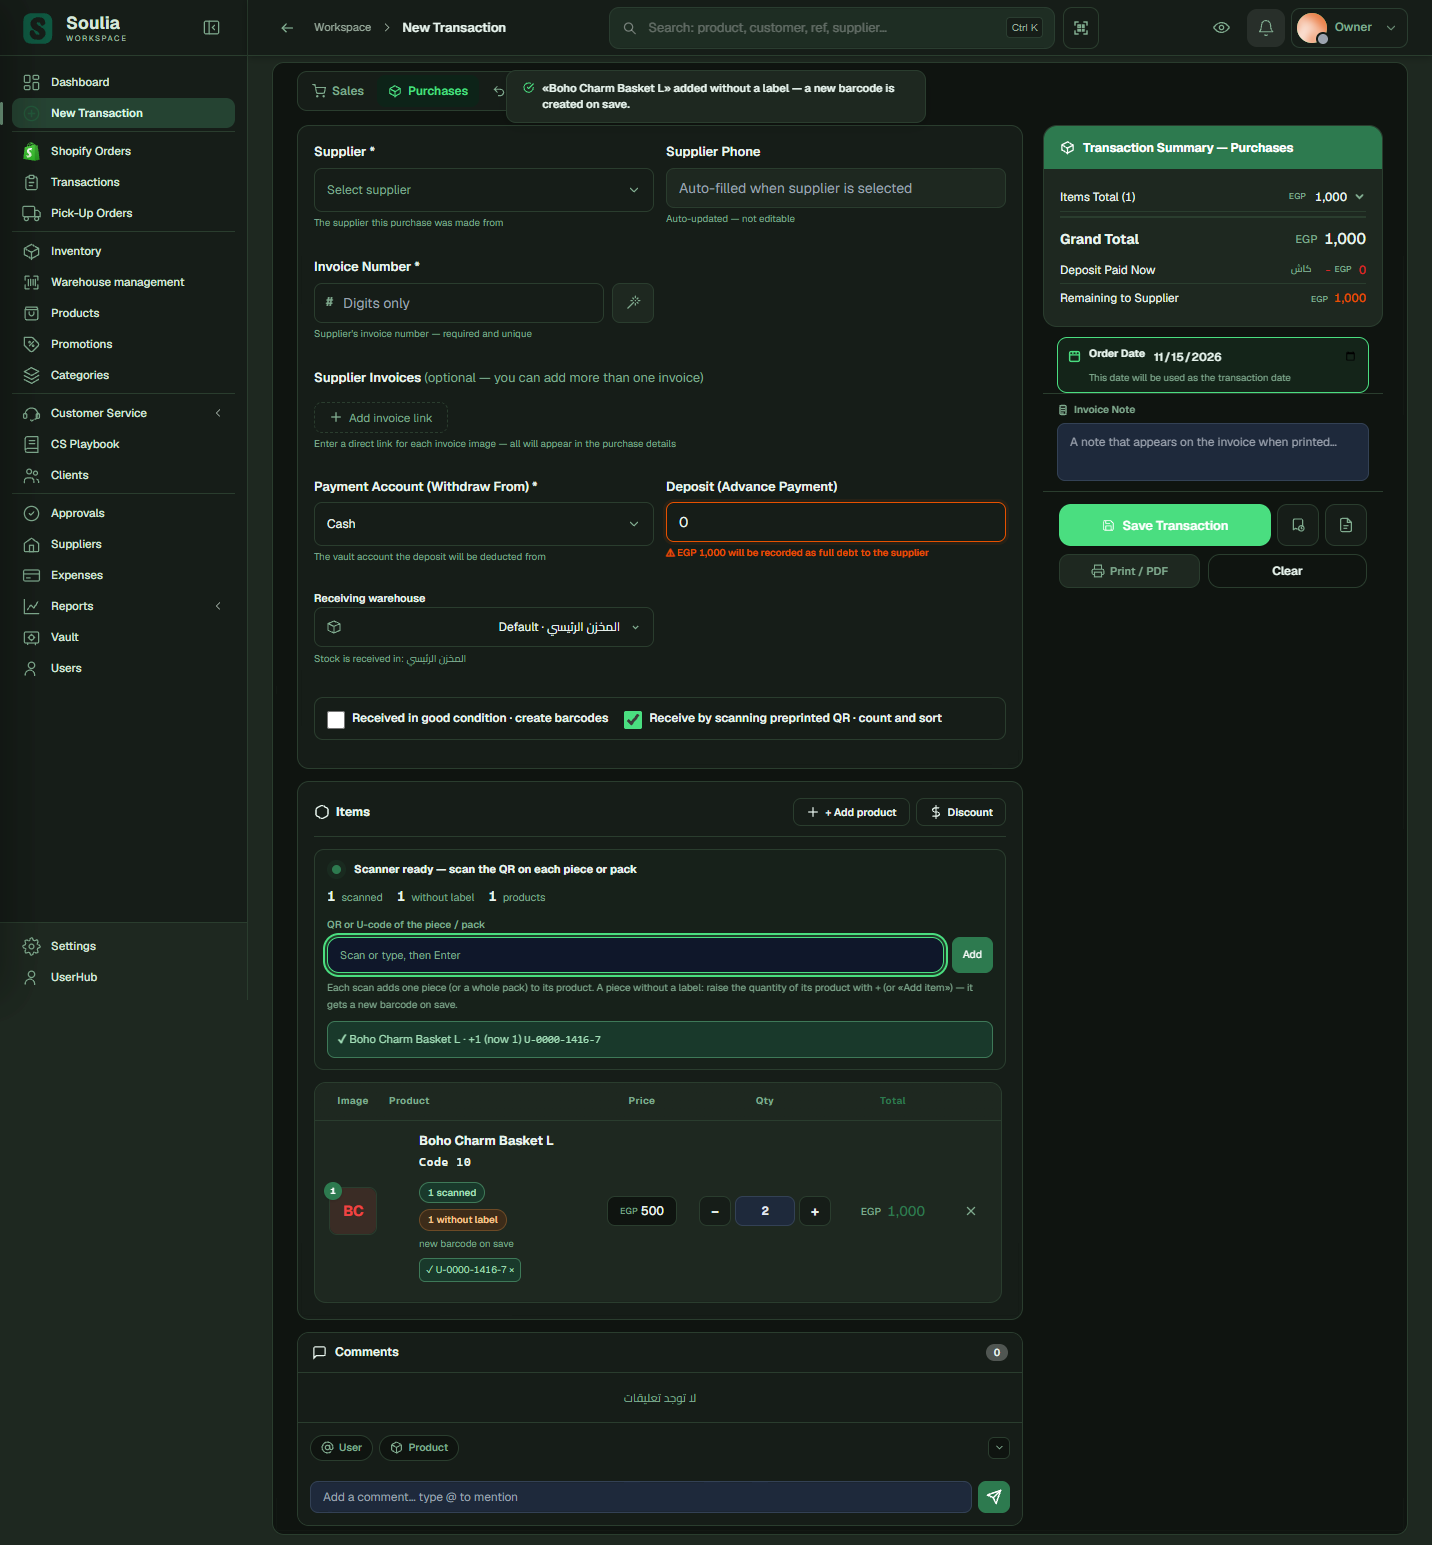 Soulia
WORKSPACE
Dashboard
New Transaction
Shopify Orders
Transactions
Pick-Up Orders
Inventory
Warehouse management
Products
Promotions
Categories
Customer Service
CS Playbook
Clients
Approvals
Suppliers
Expenses
Reports
Vault
Users
Settings
UserHub
Workspace > New Transaction
Search: product, customer, ref, supplier...
Ctrl K
Owner
Sales
Purchases
«Boho Charm Basket L» added without a label — a new barcode is
created on save.
Supplier *
Select supplier
The supplier this purchase was made from
Supplier Phone
Auto-filled when supplier is selected
Auto-updated — not editable
Invoice Number *
# Digits only
Supplier's invoice number — required and unique
Supplier Invoices (optional — you can add more than one invoice)
+ Add invoice link
Enter a direct link for each invoice image — all will appear in the purchase details
Payment Account (Withdraw From) *
Cash
The vault account the deposit will be deducted from
Deposit (Advance Payment)
0
⚠ EGP 1,000 will be recorded as full debt to the supplier
Receiving warehouse
Default · المخزن الرئيسي
Stock is received in: المخزن الرئيسي
Received in good condition · create barcodes
Receive by scanning preprinted QR · count and sort
Items
+ + Add product
$ Discount
Scanner ready — scan the QR on each piece or pack
1 scanned 1 without label 1 products
QR or U-code of the piece / pack
Scan or type, then Enter
Add
Each scan adds one piece (or a whole pack) to its product. A piece without a label: raise the quantity of its product with + (or «Add item») — it
gets a new barcode on save.
✓ Boho Charm Basket L · +1 (now 1) U-0000-1416-7
Image Product Price Qty Total
1
BC
Boho Charm Basket L
Code 10
1 scanned
1 without label
new barcode on save
✓ U-0000-1416-7 ×
EGP 500
− 2 +
EGP 1,000
×
Comments
0
لا توجد تعليقات
User
Product
Add a comment... type @ to mention
Transaction Summary — Purchases
Items Total (1) EGP 1,000
Grand Total EGP 1,000
Deposit Paid Now كاش − EGP 0
Remaining to Supplier EGP 1,000
Order Date 11/15/2026
This date will be used as the transaction date
Invoice Note
A note that appears on the invoice when printed...
Save Transaction
Print / PDF
Clear